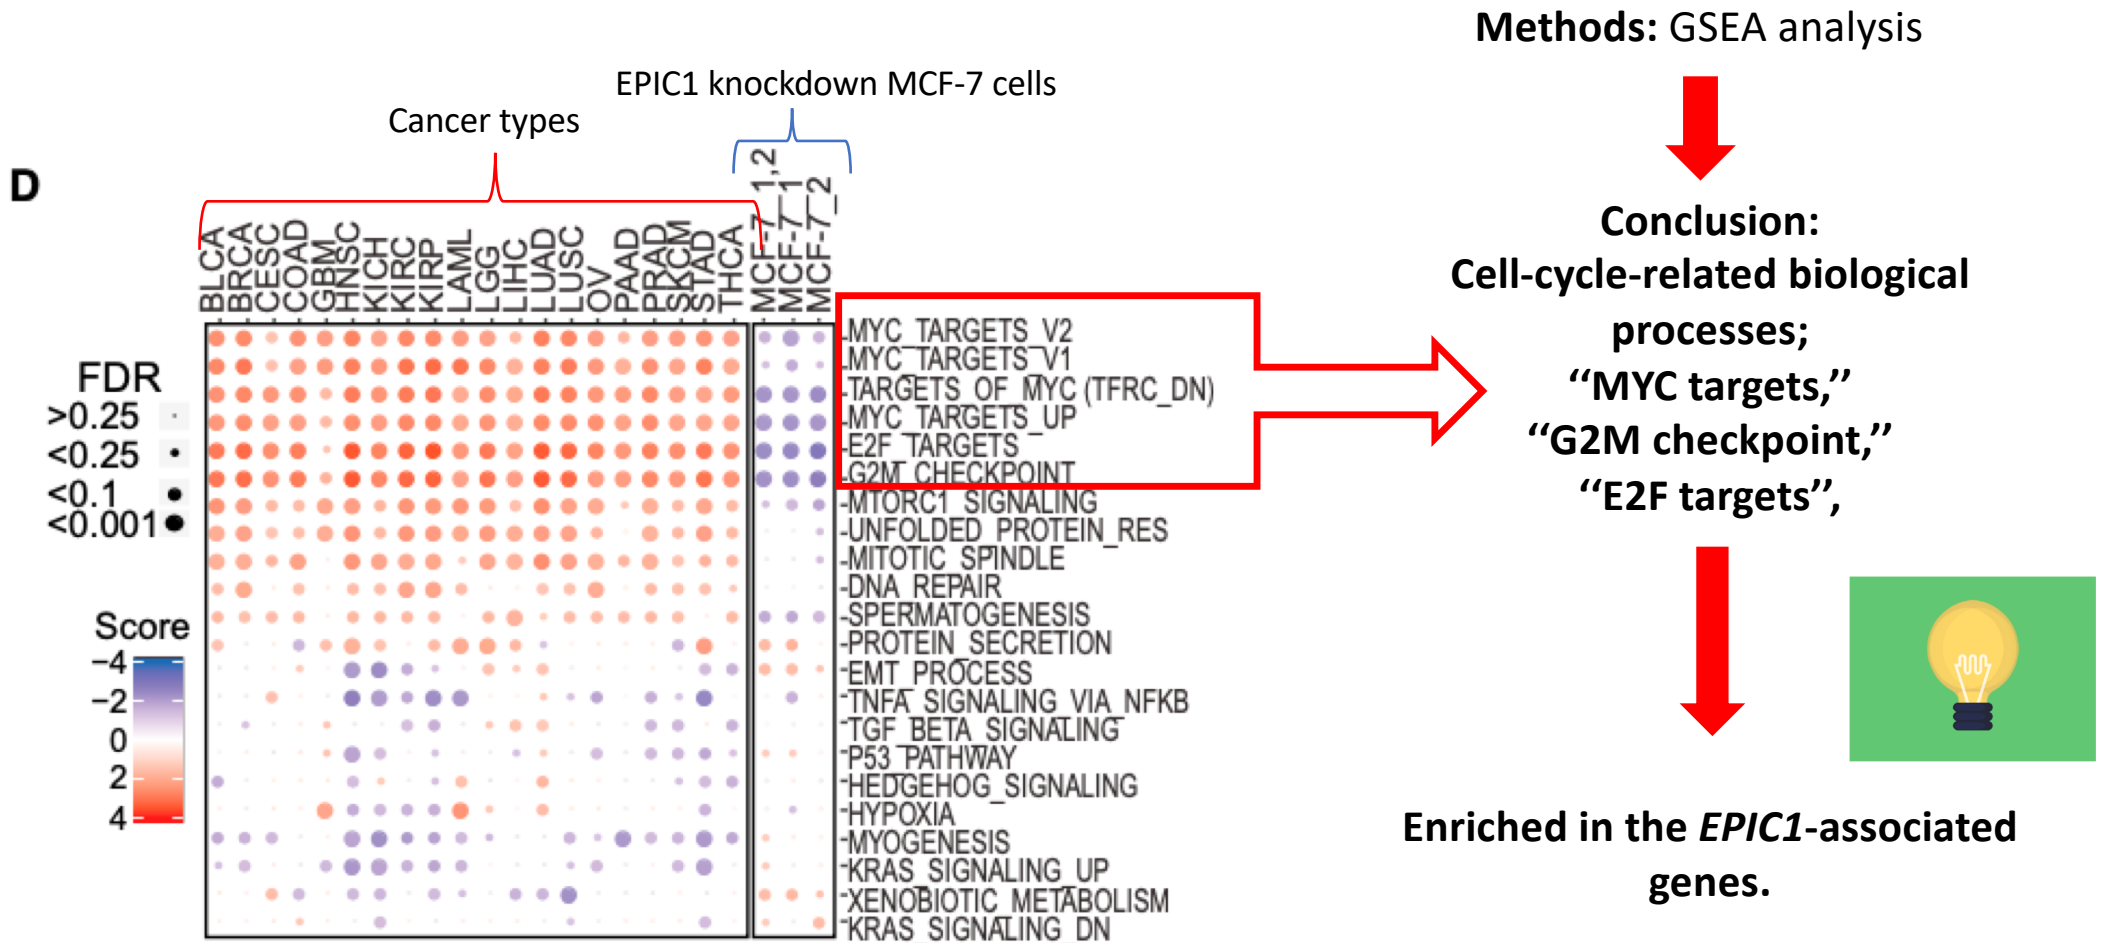 Methods: GSEA analysis
EPIC1 knockdown MCF-7 cells
Cancer types
D
BLCA
BRCA
CESC
COAD
GBM
HNSC
KICH
KIRC
KIRP
LAML
LGG
LIHC
LUAD
LUSC
OV
PAAD
PRAD
SKCM
STAD
THCA
MCF-7_1,2
MCF-7_1
MCF-7_2
MYC_TARGETS_V2
MYC_TARGETS_V1
TARGETS_OF_MYC (TFRC_DN)
MYC_TARGETS_UP
E2F_TARGETS
G2M_CHECKPOINT
MTORC1_SIGNALING
UNFOLDED_PROTEIN_RES
MITOTIC_SPINDLE
DNA_REPAIR
SPERMATOGENESIS
PROTEIN_SECRETION
EMT_PROCESS
TNFA_SIGNALING_VIA_NFKB
TGF_BETA_SIGNALING
P53_PATHWAY
HEDGEHOG_SIGNALING
HYPOXIA
MYOGENESIS
KRAS_SIGNALING_UP
XENOBIOTIC_METABOLISM
KRAS_SIGNALING_DN
FDR
>0.25
<0.25
<0.1
<0.001
Score
−4
−2
0
2
4
Conclusion:
Cell-cycle-related biological
processes;
‘‘MYC targets,’’
‘‘G2M checkpoint,’’
‘‘E2F targets’’,
Enriched in the EPIC1-associated
genes.